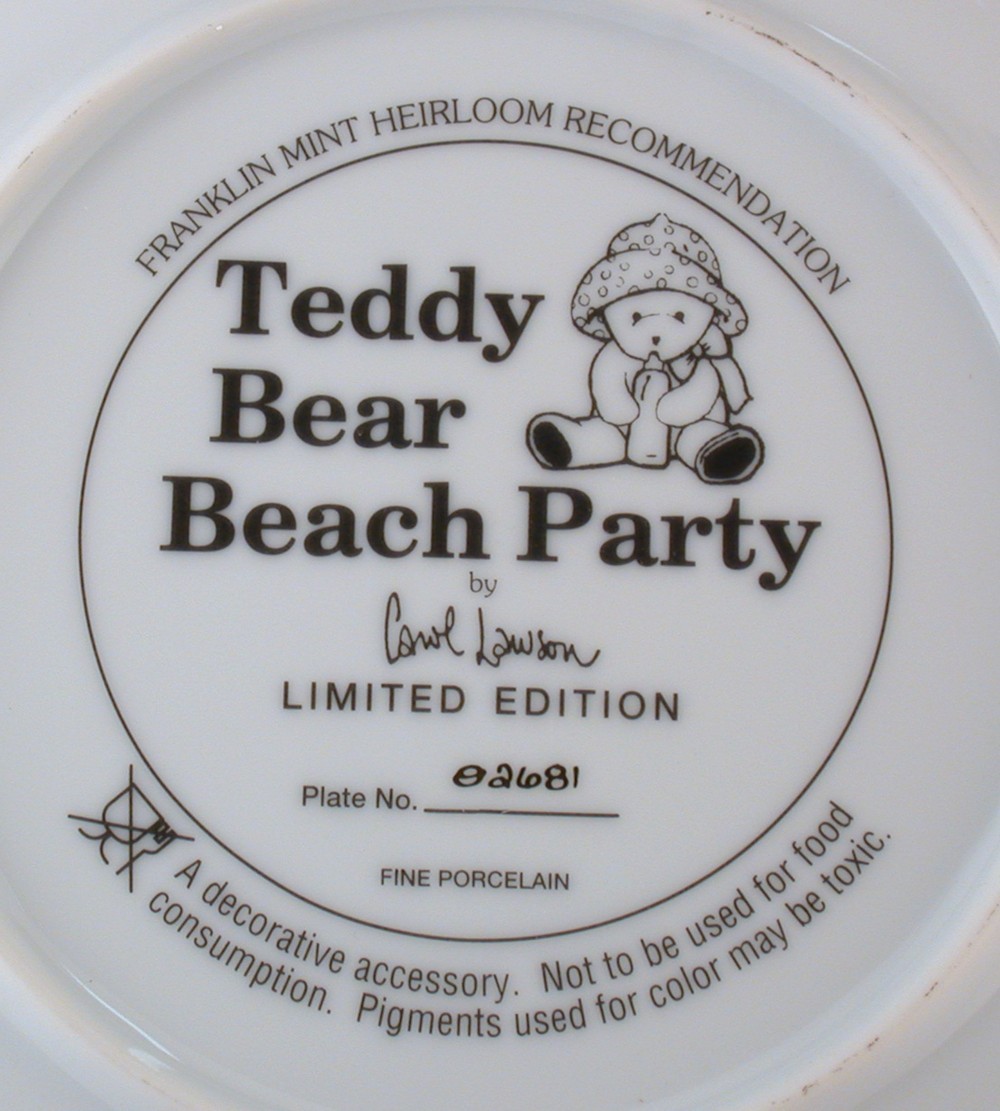 FRANKLIN MINT HEIRLOOM RECOMMENDATION
Teddy
Bear
Beach Party
by
Carol Lawson
LIMITED EDITION
Plate No. 02681
FINE PORCELAIN
A decorative accessory. Not to be used for food
consumption. Pigments used for color may be toxic.